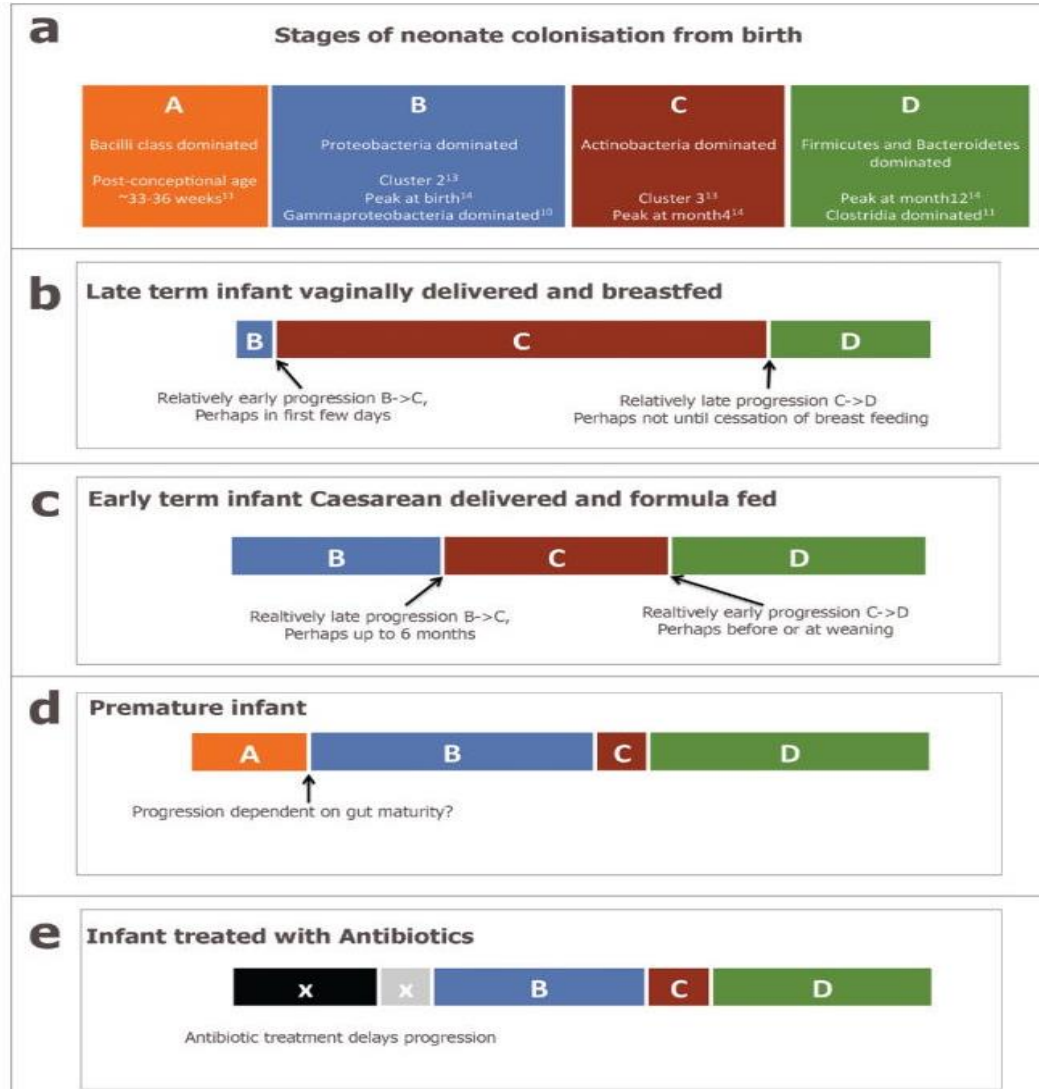 a
Stages of neonate colonisation from birth
A
Bacilli class dominated
Post-conceptional age
~33-36 weeks¹¹
B
Proteobacteria dominated
Cluster 2¹³
Peak at birth¹⁴
Gammaproteobacteria dominated¹⁰
C
Actinobacteria dominated
Cluster 3¹³
Peak at month4¹⁴
D
Firmicutes and Bacteroidetes
dominated
Peak at month12¹⁴
Clostridia dominated¹¹
b
Late term infant vaginally delivered and breastfed
B
C
D
Relatively early progression B->C,
Perhaps in first few days
Relatively late progression C->D
Perhaps not until cessation of breast feeding
c
Early term infant Caesarean delivered and formula fed
B
C
D
Realtively late progression B->C,
Perhaps up to 6 months
Realtively early progression C->D
Perhaps before or at weaning
d
Premature infant
A
B
C
D
Progression dependent on gut maturity?
e
Infant treated with Antibiotics
x
x
B
C
D
Antibiotic treatment delays progression